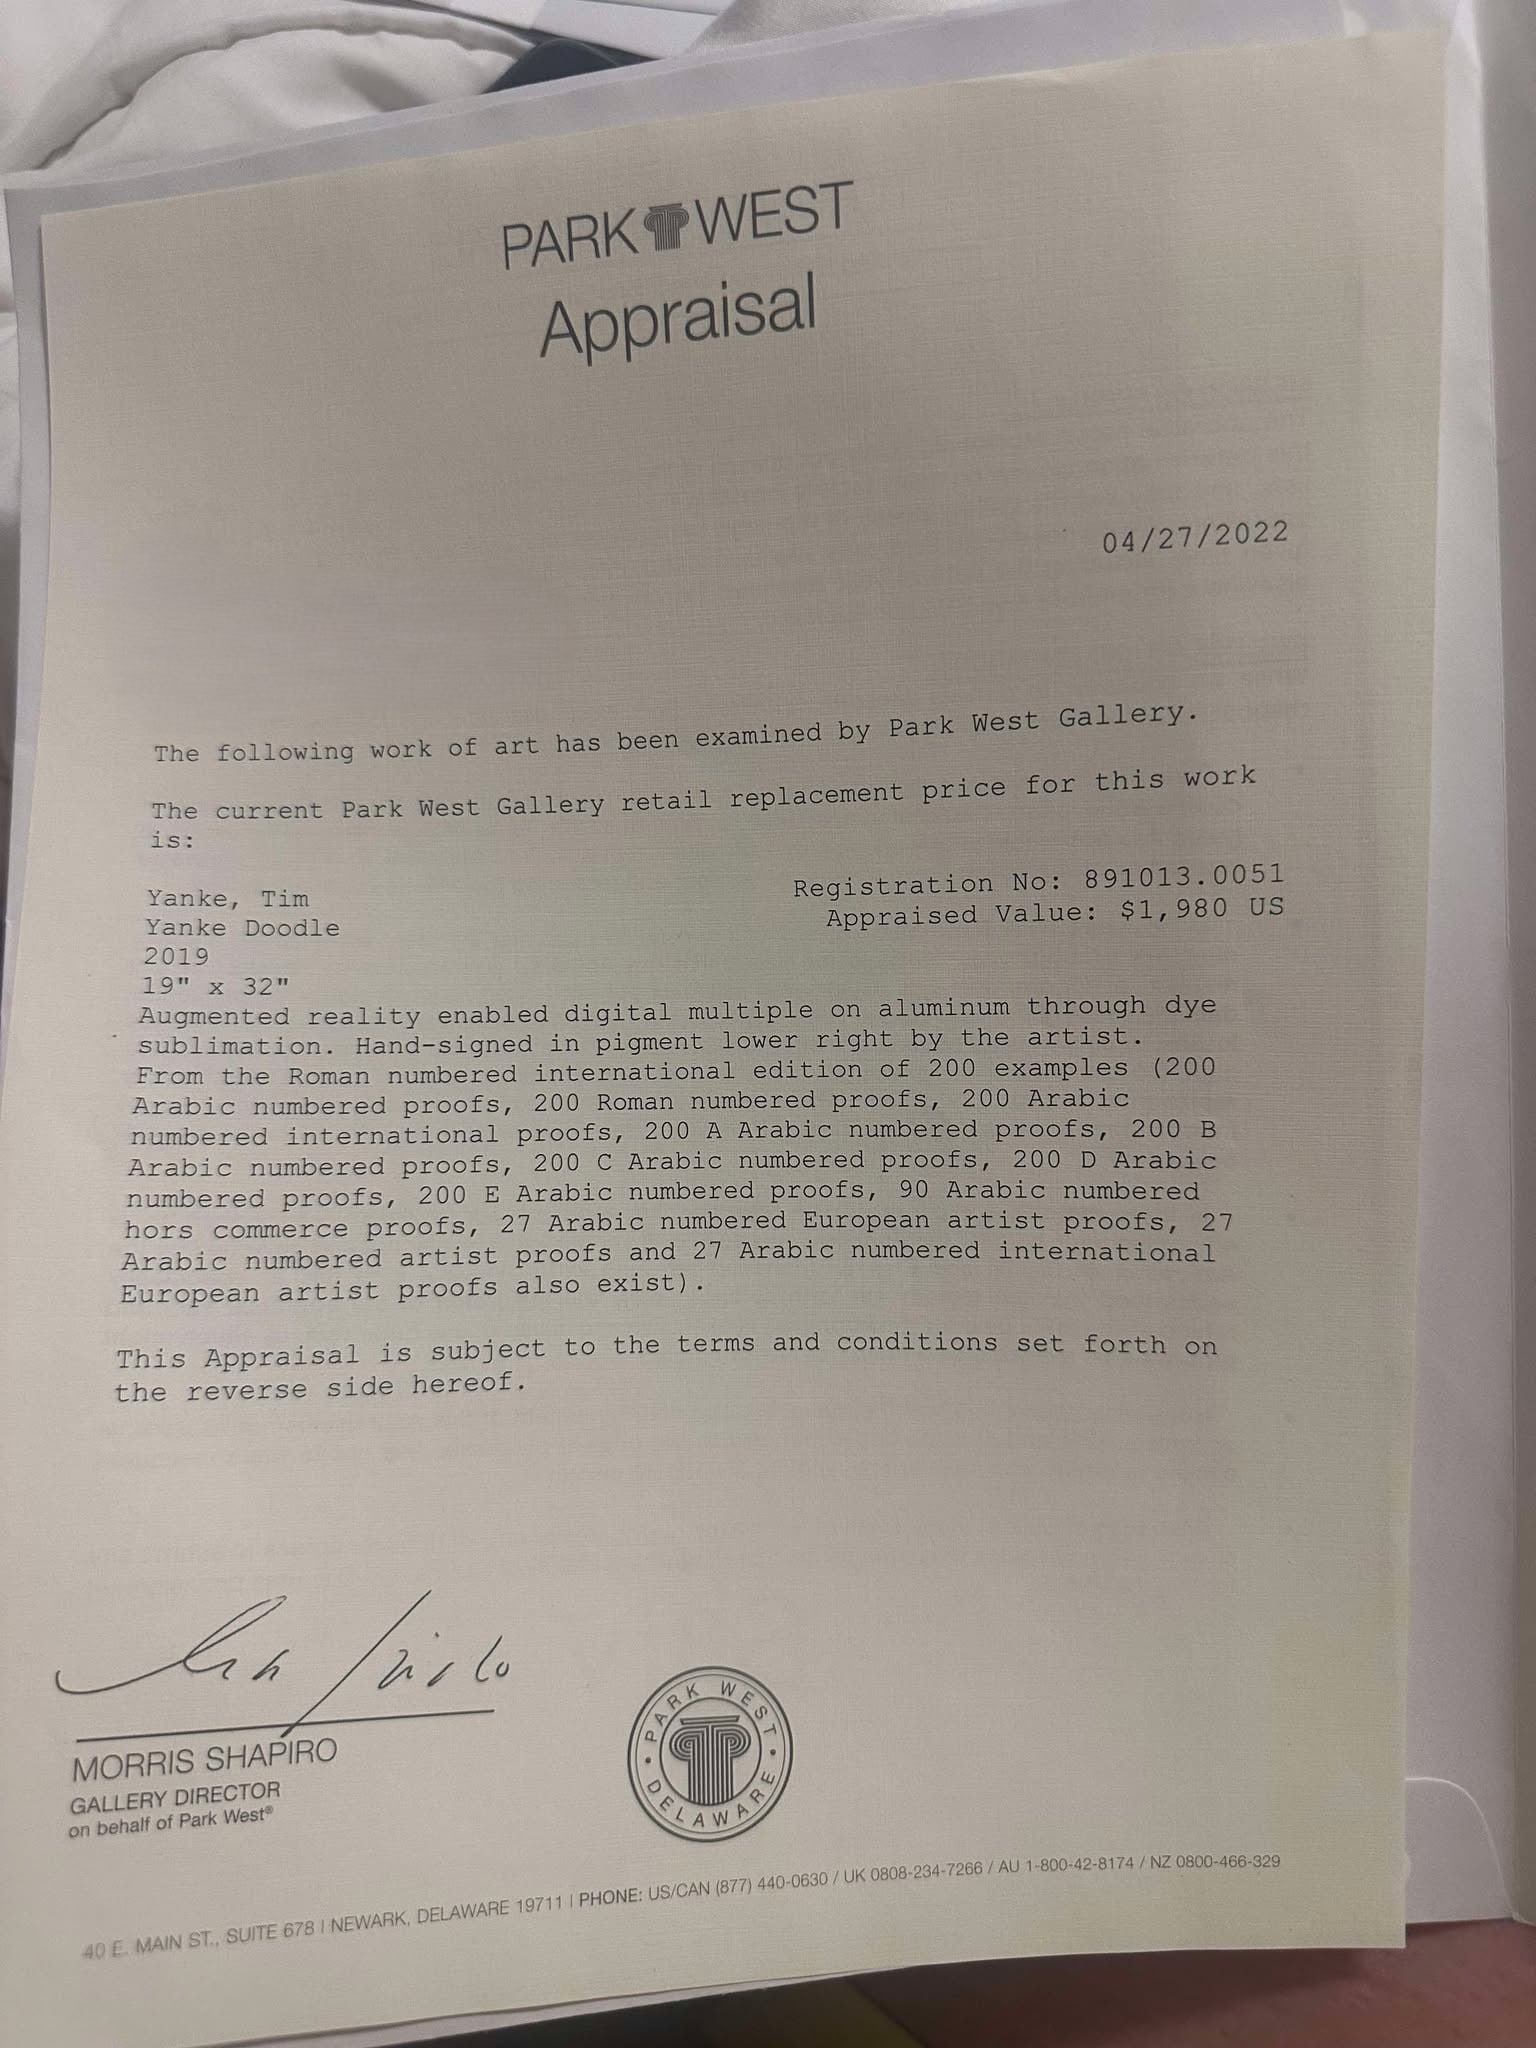 PARK WEST
Appraisal
04/27/2022
The following work of art has been examined by Park West Gallery.
The current Park West Gallery retail replacement price for this work
is:
Yanke, Tim
Registration No: 891013.0051
Yanke Doodle
Appraised Value: $1,980 US
2019
19" x 32"
Augmented reality enabled digital multiple on aluminum through dye
sublimation. Hand-signed in pigment lower right by the artist.
From the Roman numbered international edition of 200 examples (200
Arabic numbered proofs, 200 Roman numbered proofs, 200 Arabic
numbered international proofs, 200 A Arabic numbered proofs, 200 B
Arabic numbered proofs, 200 C Arabic numbered proofs, 200 D Arabic
numbered proofs, 200 E Arabic numbered proofs, 90 Arabic numbered
hors commerce proofs, 27 Arabic numbered European artist proofs, 27
Arabic numbered artist proofs and 27 Arabic numbered international
European artist proofs also exist).
This Appraisal is subject to the terms and conditions set forth on
the reverse side hereof.
MORRIS SHAPIRO
GALLERY DIRECTOR
on behalf of Park West®
PARK WEST
DELAWARE
40 E. MAIN ST., SUITE 678 | NEWARK, DELAWARE 19711 | PHONE: US/CAN (877) 440-0630 / UK 0808-234-7266 / AU 1-800-42-8174 / NZ 0800-466-329